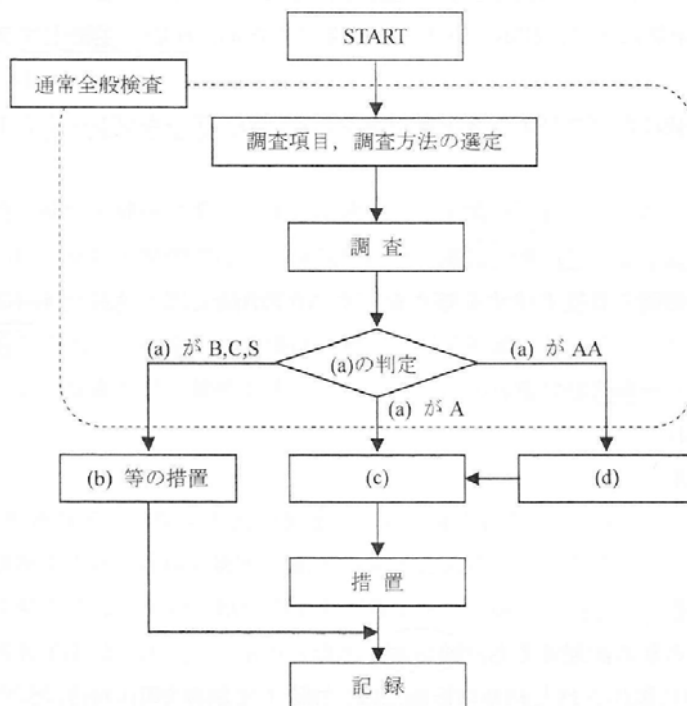 START
通常全般検査
調査項目，調査方法の選定
調 査
(a) が B,C,S
(a)の判定
(a) が AA
(a) が A
(b) 等の措置
(c)
(d)
措 置
記 録